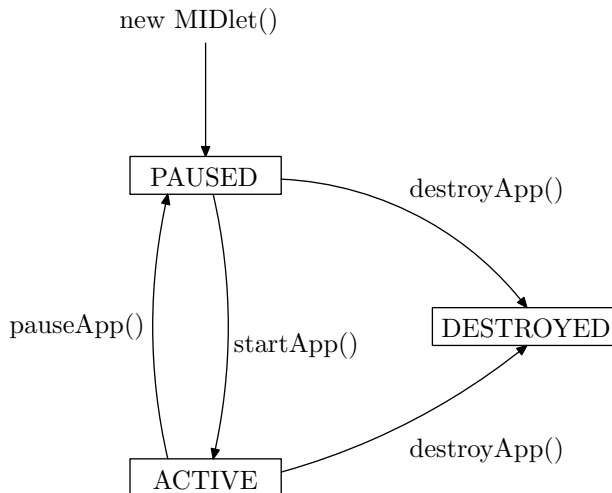 new MIDlet()
PAUSED
destroyApp()
DESTROYED
pauseApp()
startApp()
destroyApp()
ACTIVE